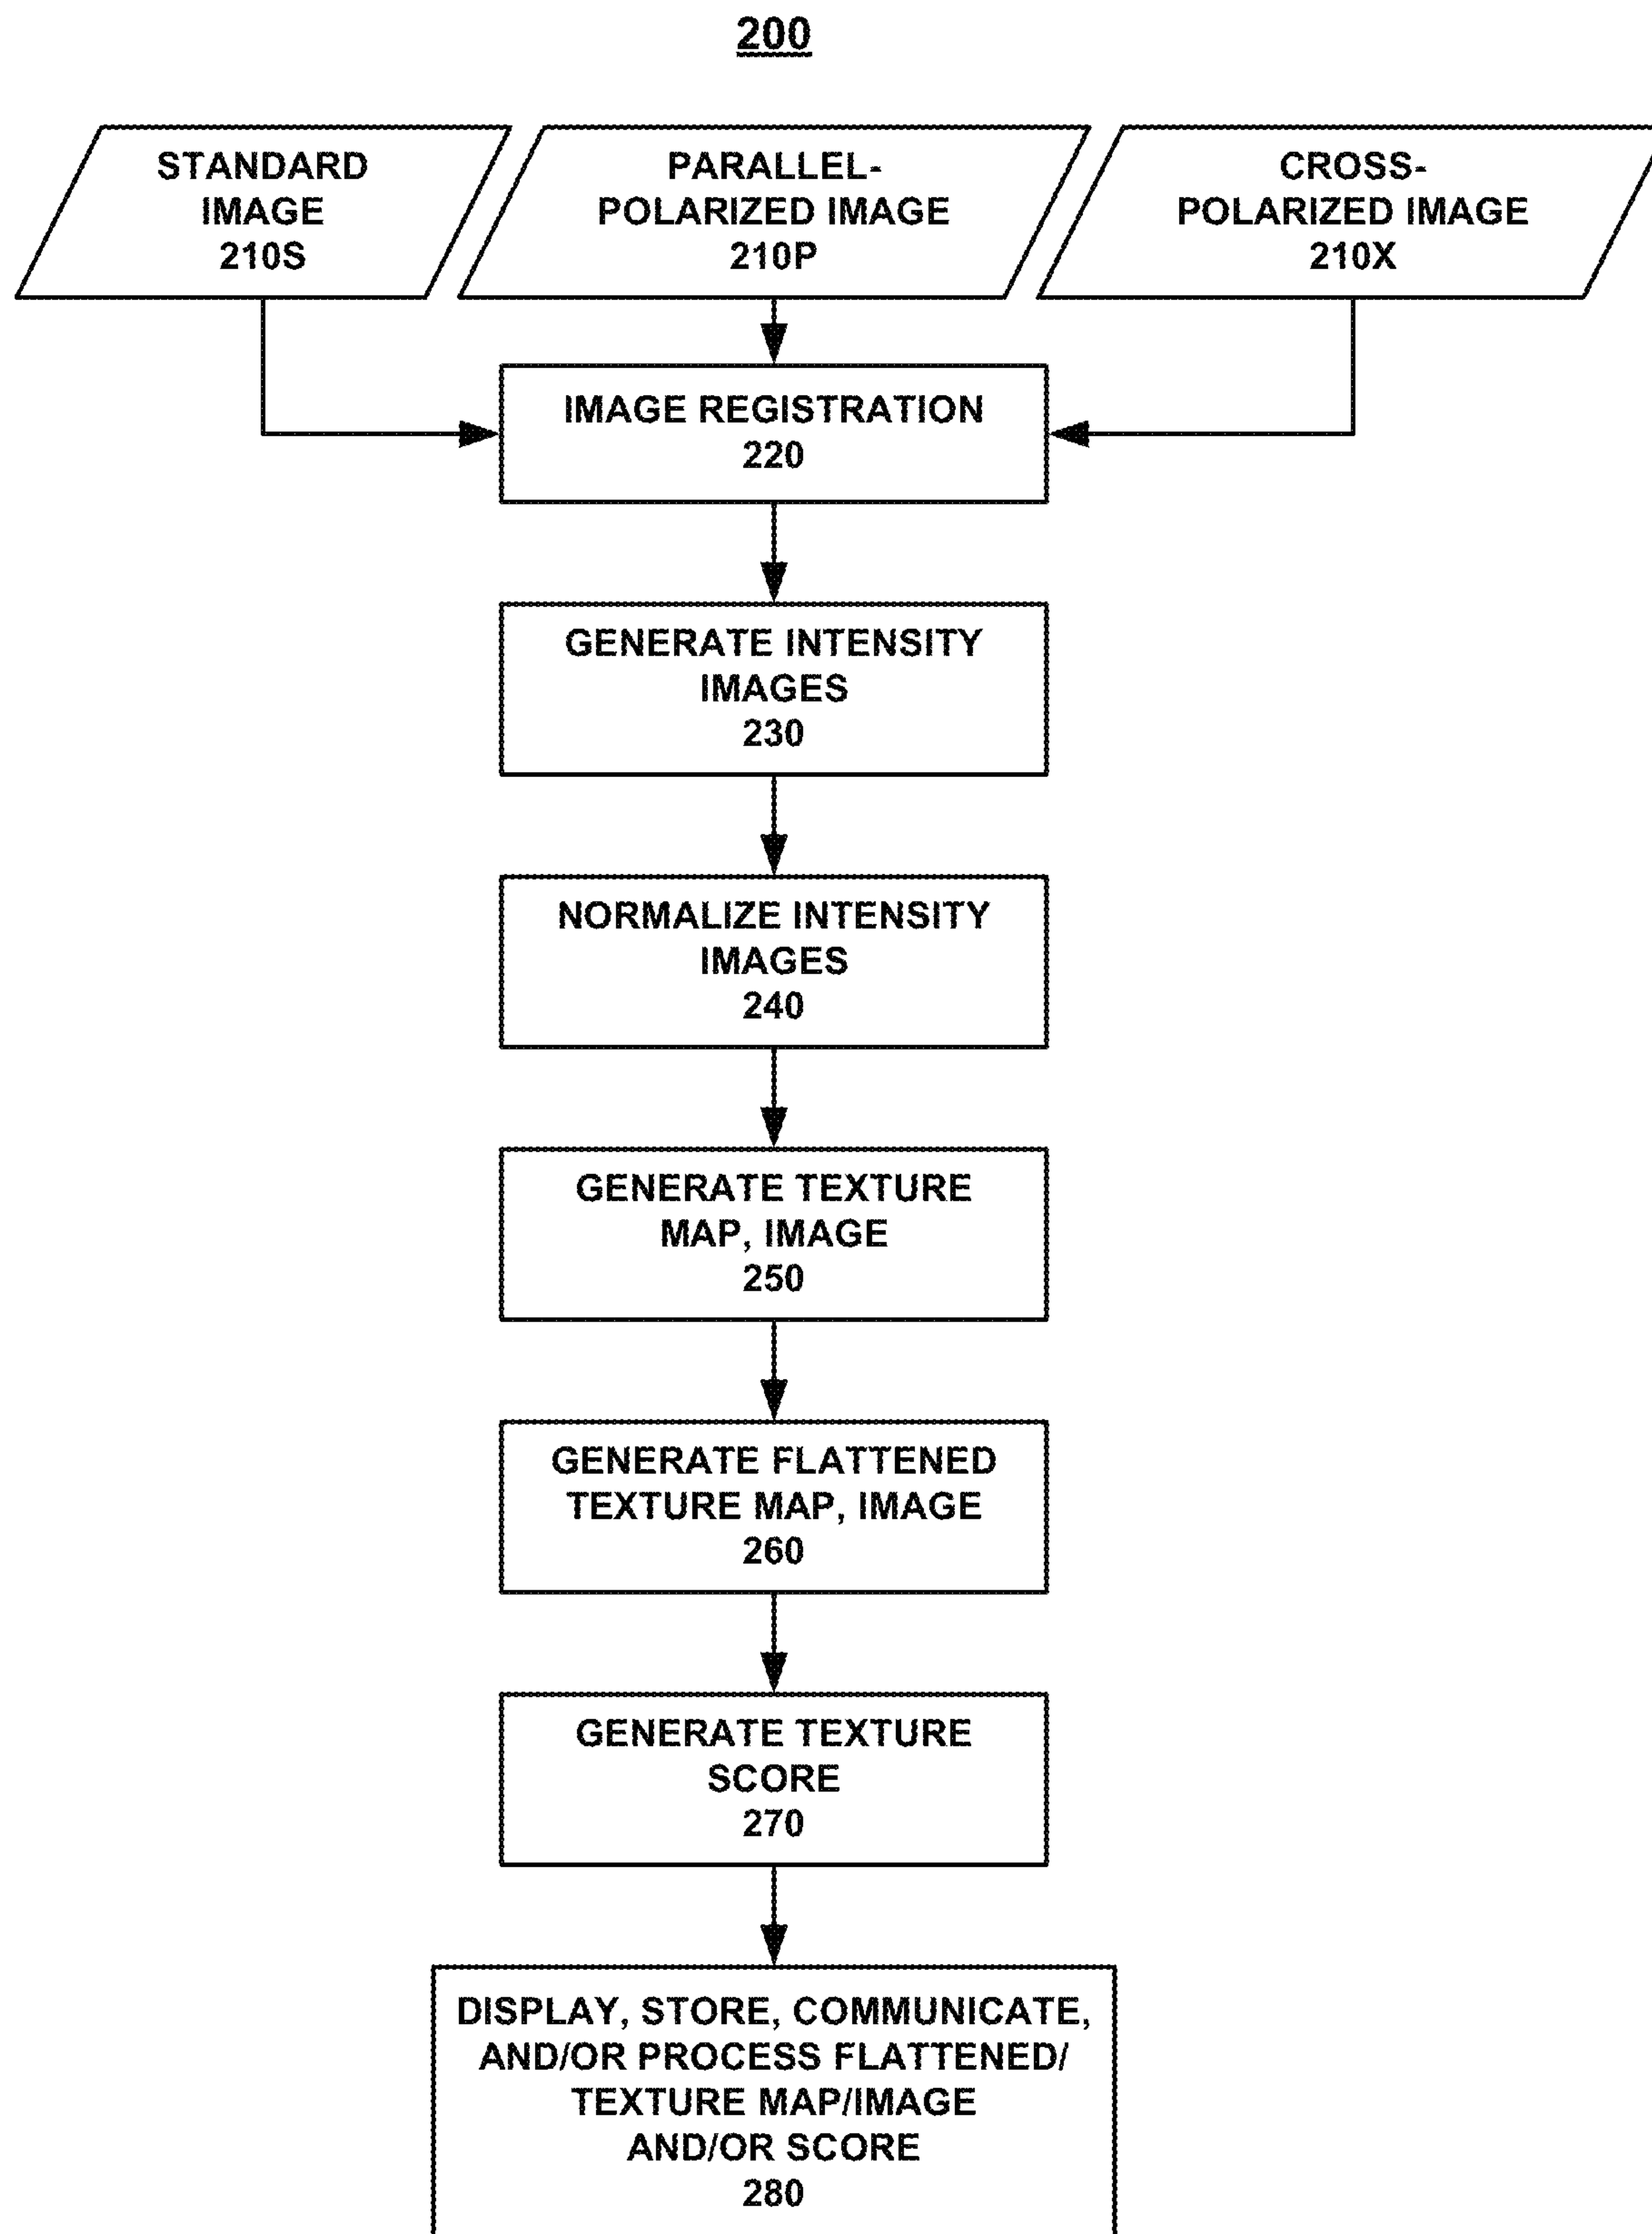 200
STANDARD
IMAGE
210S
PARALLEL-
POLARIZED IMAGE
210P
CROSS-
POLARIZED IMAGE
210X
IMAGE REGISTRATION
220
GENERATE INTENSITY
IMAGES
230
NORMALIZE INTENSITY
IMAGES
240
GENERATE TEXTURE
MAP, IMAGE
250
GENERATE FLATTENED
TEXTURE MAP, IMAGE
260
GENERATE TEXTURE
SCORE
270
DISPLAY, STORE, COMMUNICATE,
AND/OR PROCESS FLATTENED/
TEXTURE MAP/IMAGE
AND/OR SCORE
280